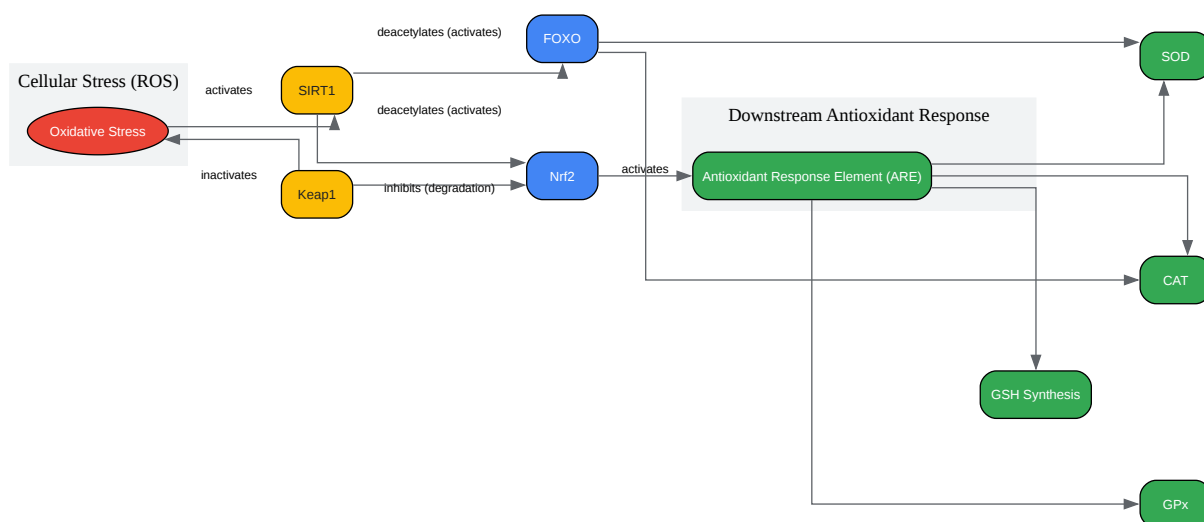 deacetylates (activates)
FOXO
SOD
Cellular Stress (ROS)
activates
SIRT1
deacetylates (activates)
Downstream Antioxidant Response
Oxidative Stress
inactivates
Keap1
inhibits (degradation)
Nrf2
activates
Antioxidant Response Element (ARE)
CAT
GSH Synthesis
GPx